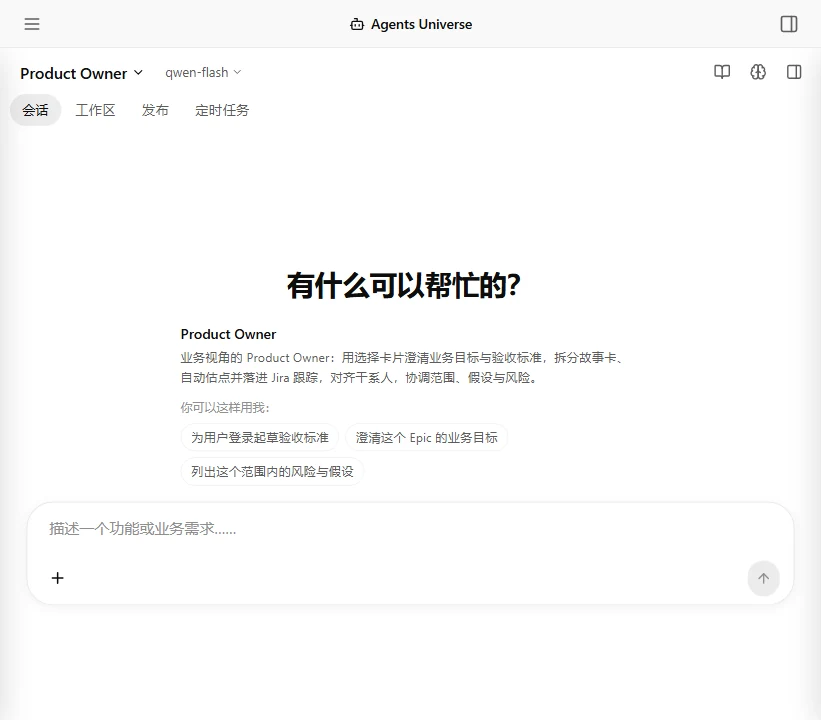 Agents Universe
Product Owner
qwen-flash
会话
工作区
发布
定时任务
有什么可以帮忙的？
Product Owner
业务视角的 Product Owner：用选择卡片澄清业务目标与验收标准，拆分故事卡、
自动估点并落进 Jira 跟踪，对齐干系人，协调范围、假设与风险。
你可以这样用我：
为用户登录起草验收标准
澄清这个 Epic 的业务目标
列出这个范围内的风险与假设
描述一个功能或业务需求……